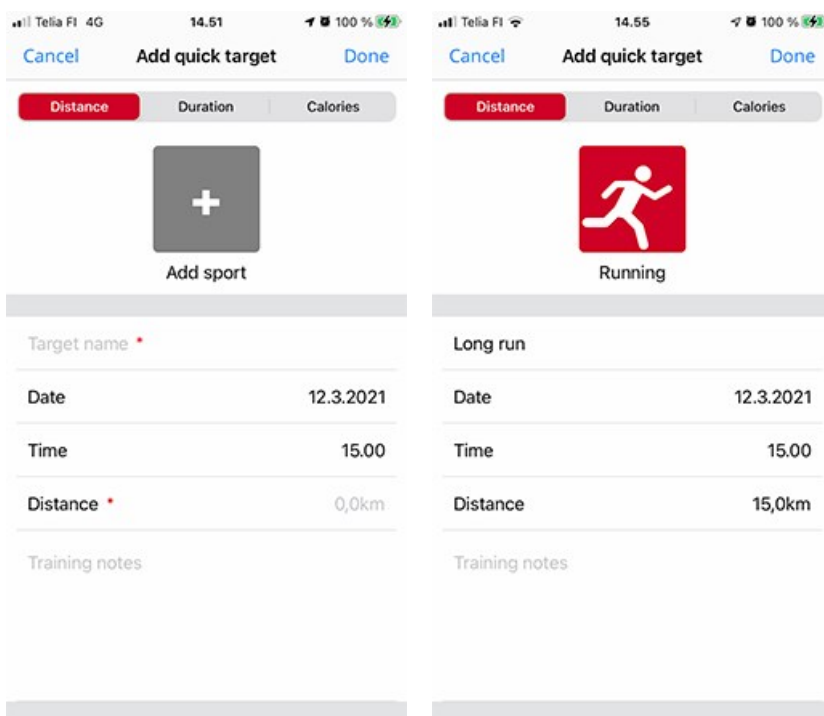 Telia FI 4G 14.51 100 %
Cancel Add quick target Done
Distance Duration Calories
+
Add sport
Target name *
Date 12.3.2021
Time 15.00
Distance * 0,0km
Training notes
Telia FI 14.55 100 %
Cancel Add quick target Done
Distance Duration Calories
Running
Long run
Date 12.3.2021
Time 15.00
Distance 15,0km
Training notes